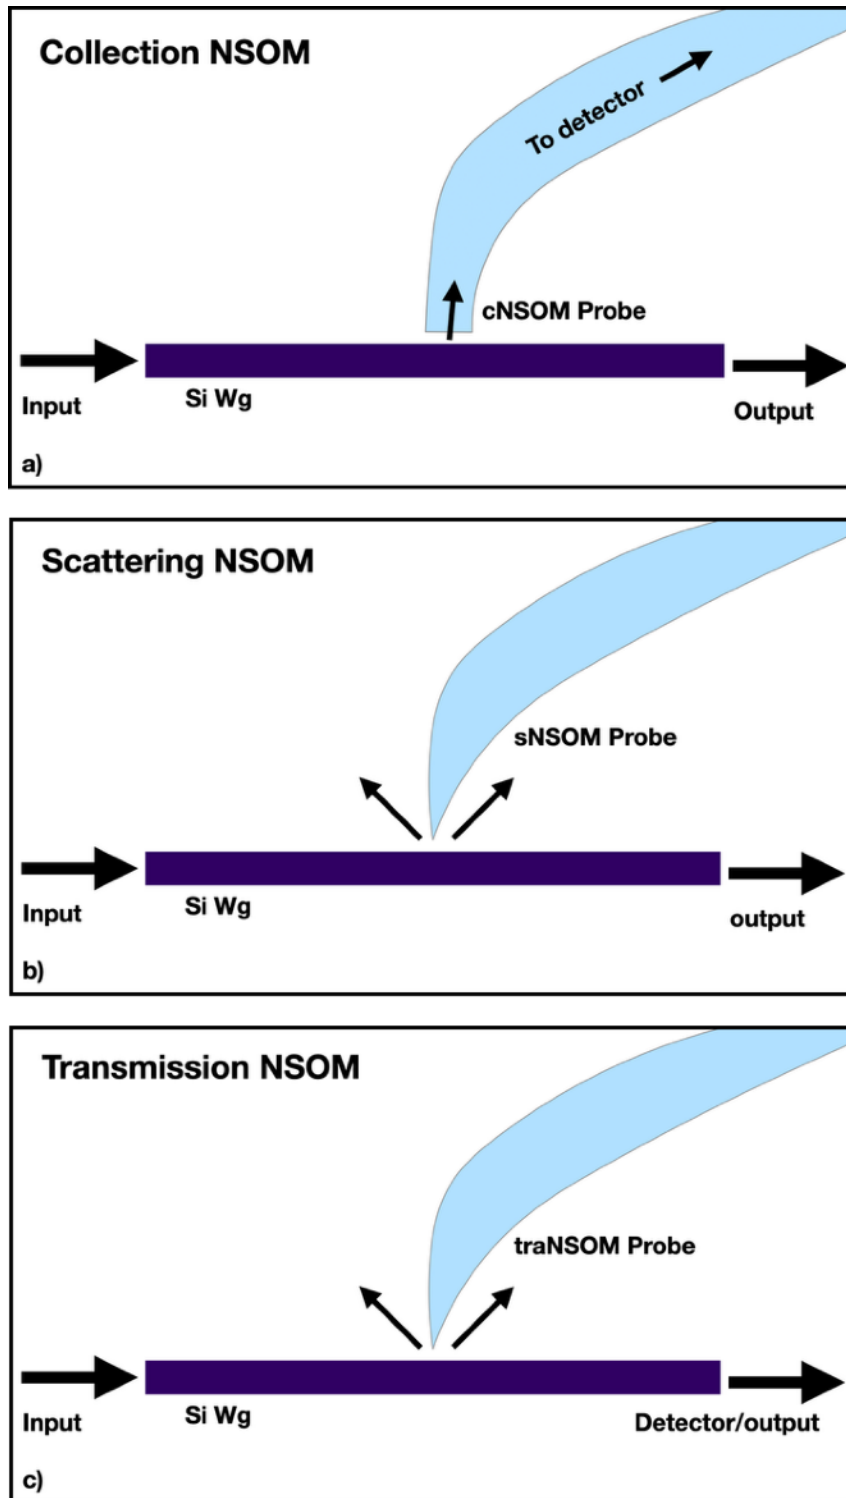 Collection NSOM
To detector
cNSOM Probe
Input
Si Wg
Output
a)
Scattering NSOM
sNSOM Probe
Input
Si Wg
output
b)
Transmission NSOM
traNSOM Probe
Input
Si Wg
Detector/output
c)